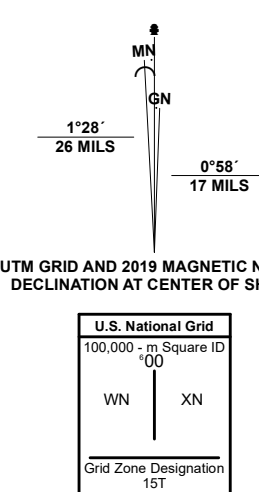 MN
GN
1°28´
26 MILS
0°58´
17 MILS
UTM GRID AND 2019 MAGNETIC N
DECLINATION AT CENTER OF SH
U.S. National Grid
100,000 - m Square ID
⁶00
WN XN
Grid Zone Designation
15T